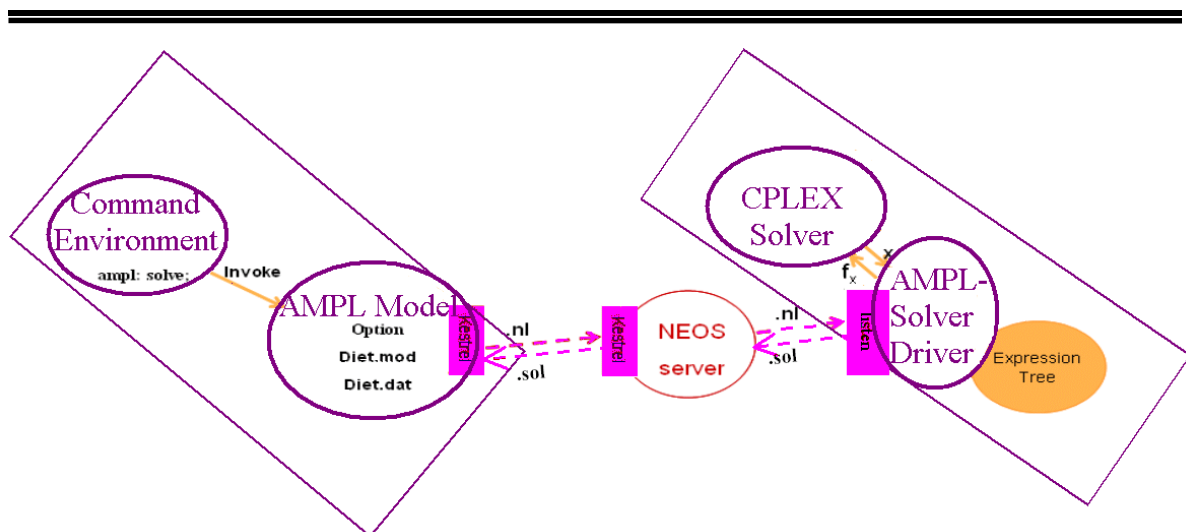 Command
Environment
ampl: solve;
Invoke
AMPL Model
Option
Diet.mod
Diet.dat
Kestrel
.nl
.sol
Kestrel
NEOS
server
.nl
.sol
listen
CPLEX
Solver
x
fx
AMPL-
Solver
Driver
Expression
Tree